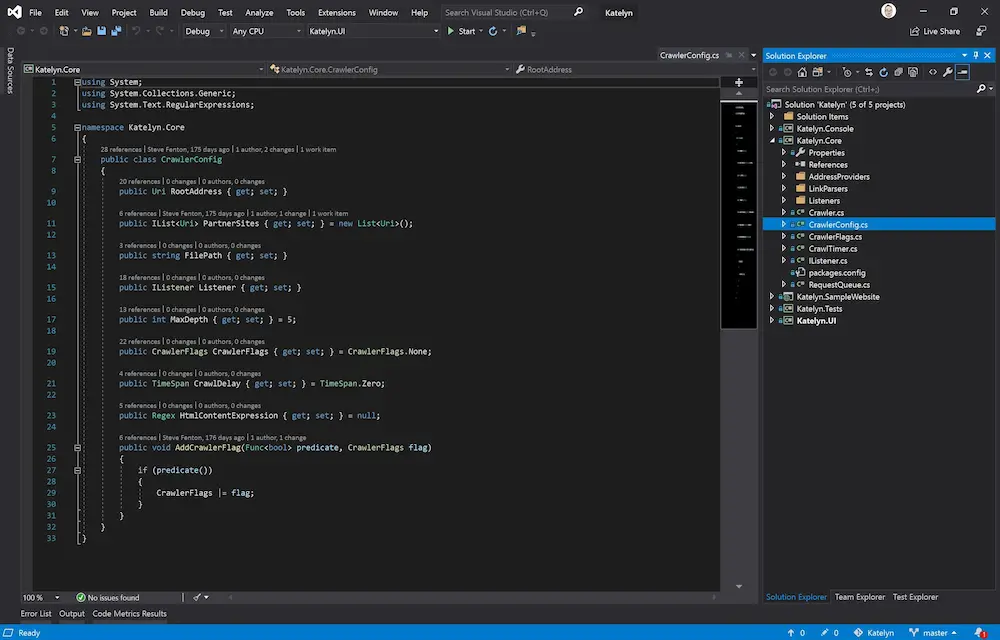 File Edit View Project Build Debug Test Analyze Tools Extensions Window Help Search Visual Studio (Ctrl+Q) Katelyn
Debug Any CPU Katelyn.UI Start Live Share
Data Sources
CrawlerConfig.cs
Katelyn.Core Katelyn.Core.CrawlerConfig RootAddress
1 using System;
2 using System.Collections.Generic;
3 using System.Text.RegularExpressions;
4
5 namespace Katelyn.Core
6 {
28 references | Steve Fenton, 175 days ago | 1 author, 2 changes | 1 work item
7 public class CrawlerConfig
8 {
20 references | 0 changes | 0 authors, 0 changes
9 public Uri RootAddress { get; set; }
10
6 references | Steve Fenton, 175 days ago | 1 author, 1 change | 1 work item
11 public IList<Uri> PartnerSites { get; set; } = new List<Uri>();
12
3 references | 0 changes | 0 authors, 0 changes
13 public string FilePath { get; set; }
14
18 references | 0 changes | 0 authors, 0 changes
15 public IListener Listener { get; set; }
16
13 references | 0 changes | 0 authors, 0 changes
17 public int MaxDepth { get; set; } = 5;
18
22 references | 0 changes | 0 authors, 0 changes
19 public CrawlerFlags CrawlerFlags { get; set; } = CrawlerFlags.None;
20
4 references | 0 changes | 0 authors, 0 changes
21 public TimeSpan CrawlDelay { get; set; } = TimeSpan.Zero;
22
5 references | 0 changes | 0 authors, 0 changes
23 public Regex HtmlContentExpression { get; set; } = null;
24
6 references | Steve Fenton, 176 days ago | 1 author, 1 change
25 public void AddCrawlerFlag(Func<bool> predicate, CrawlerFlags flag)
26 {
27 if (predicate())
28 {
29 CrawlerFlags |= flag;
30 }
31 }
32 }
33 }
100 % No issues found
Error List Output Code Metrics Results
Solution Explorer
Search Solution Explorer (Ctrl+;)
Solution 'Katelyn' (5 of 5 projects)
Solution Items
Katelyn.Console
Katelyn.Core
Properties
References
AddressProviders
LinkParsers
Listeners
Crawler.cs
CrawlerConfig.cs
CrawlerFlags.cs
CrawlTimer.cs
IListener.cs
packages.config
RequestQueue.cs
Katelyn.SampleWebsite
Katelyn.Tests
Katelyn.UI
Solution Explorer Team Explorer Test Explorer
Ready 0 0 Katelyn master 1